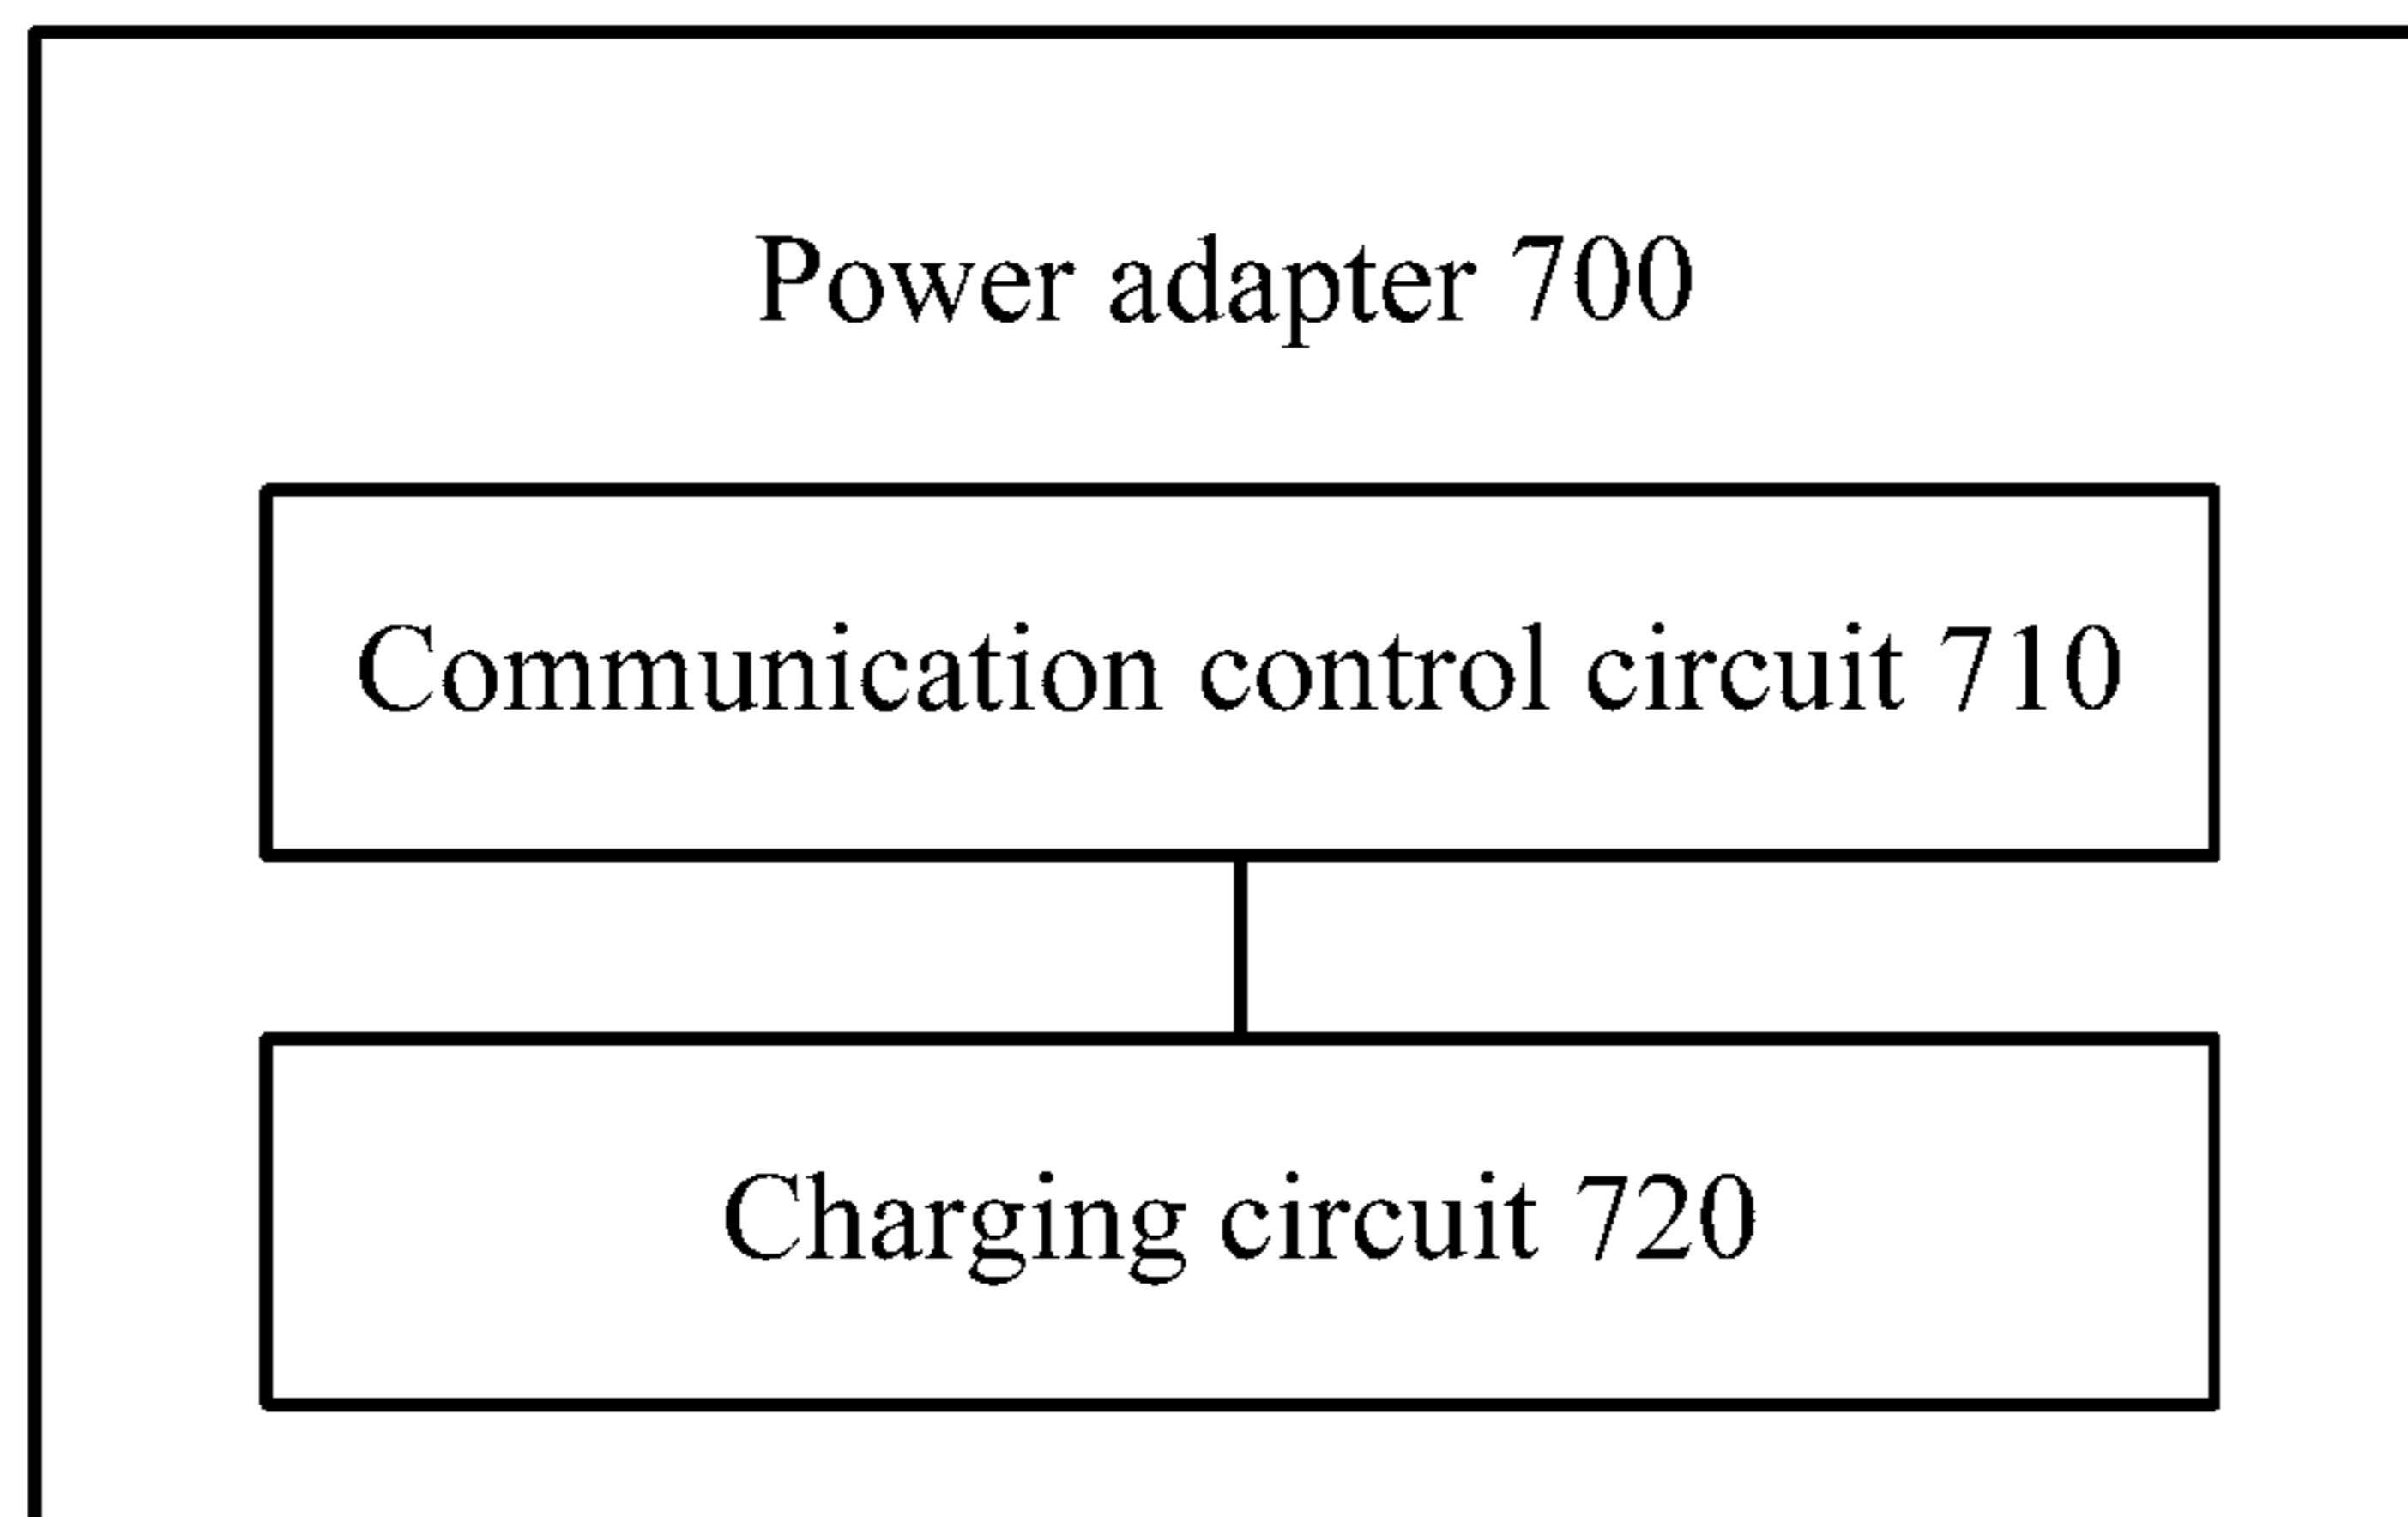 Power adapter 700
Communication control circuit 710
Charging circuit 720